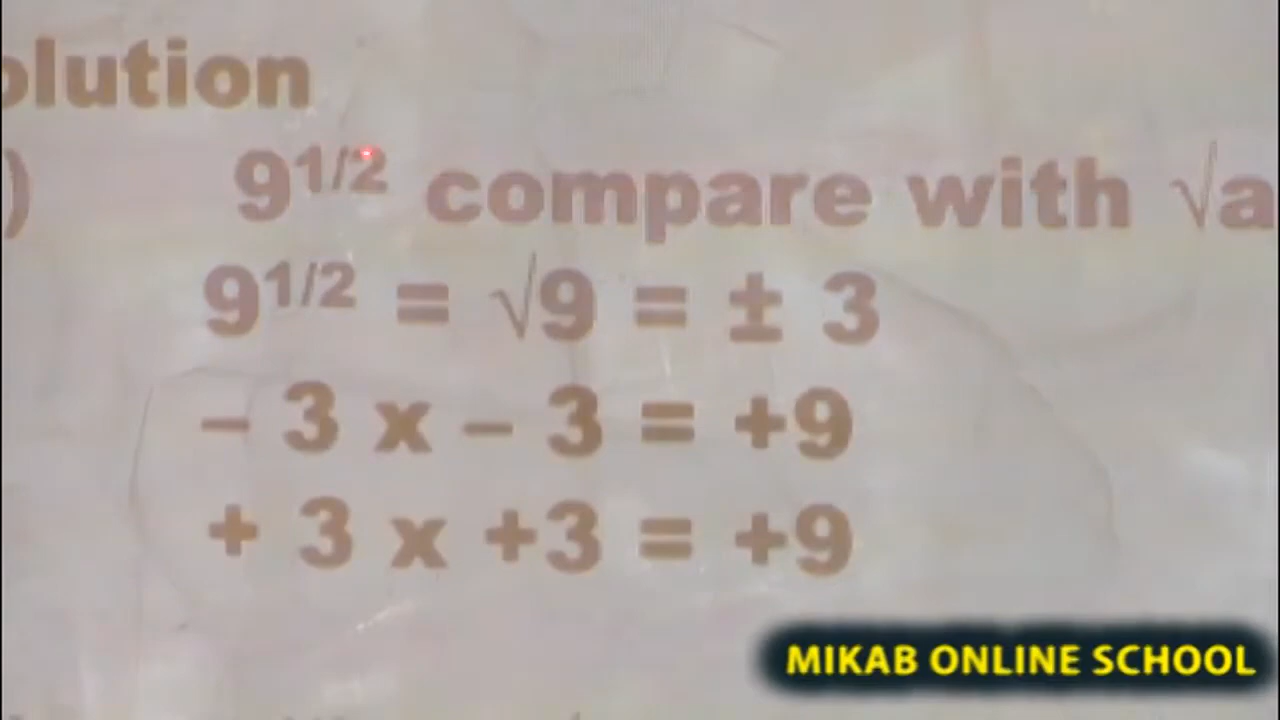 olution
) 9^1/2 compare with √a
9^1/2 = √9 = ± 3
– 3 x – 3 = +9
+ 3 x +3 = +9
MIKAB ONLINE SCHOOL